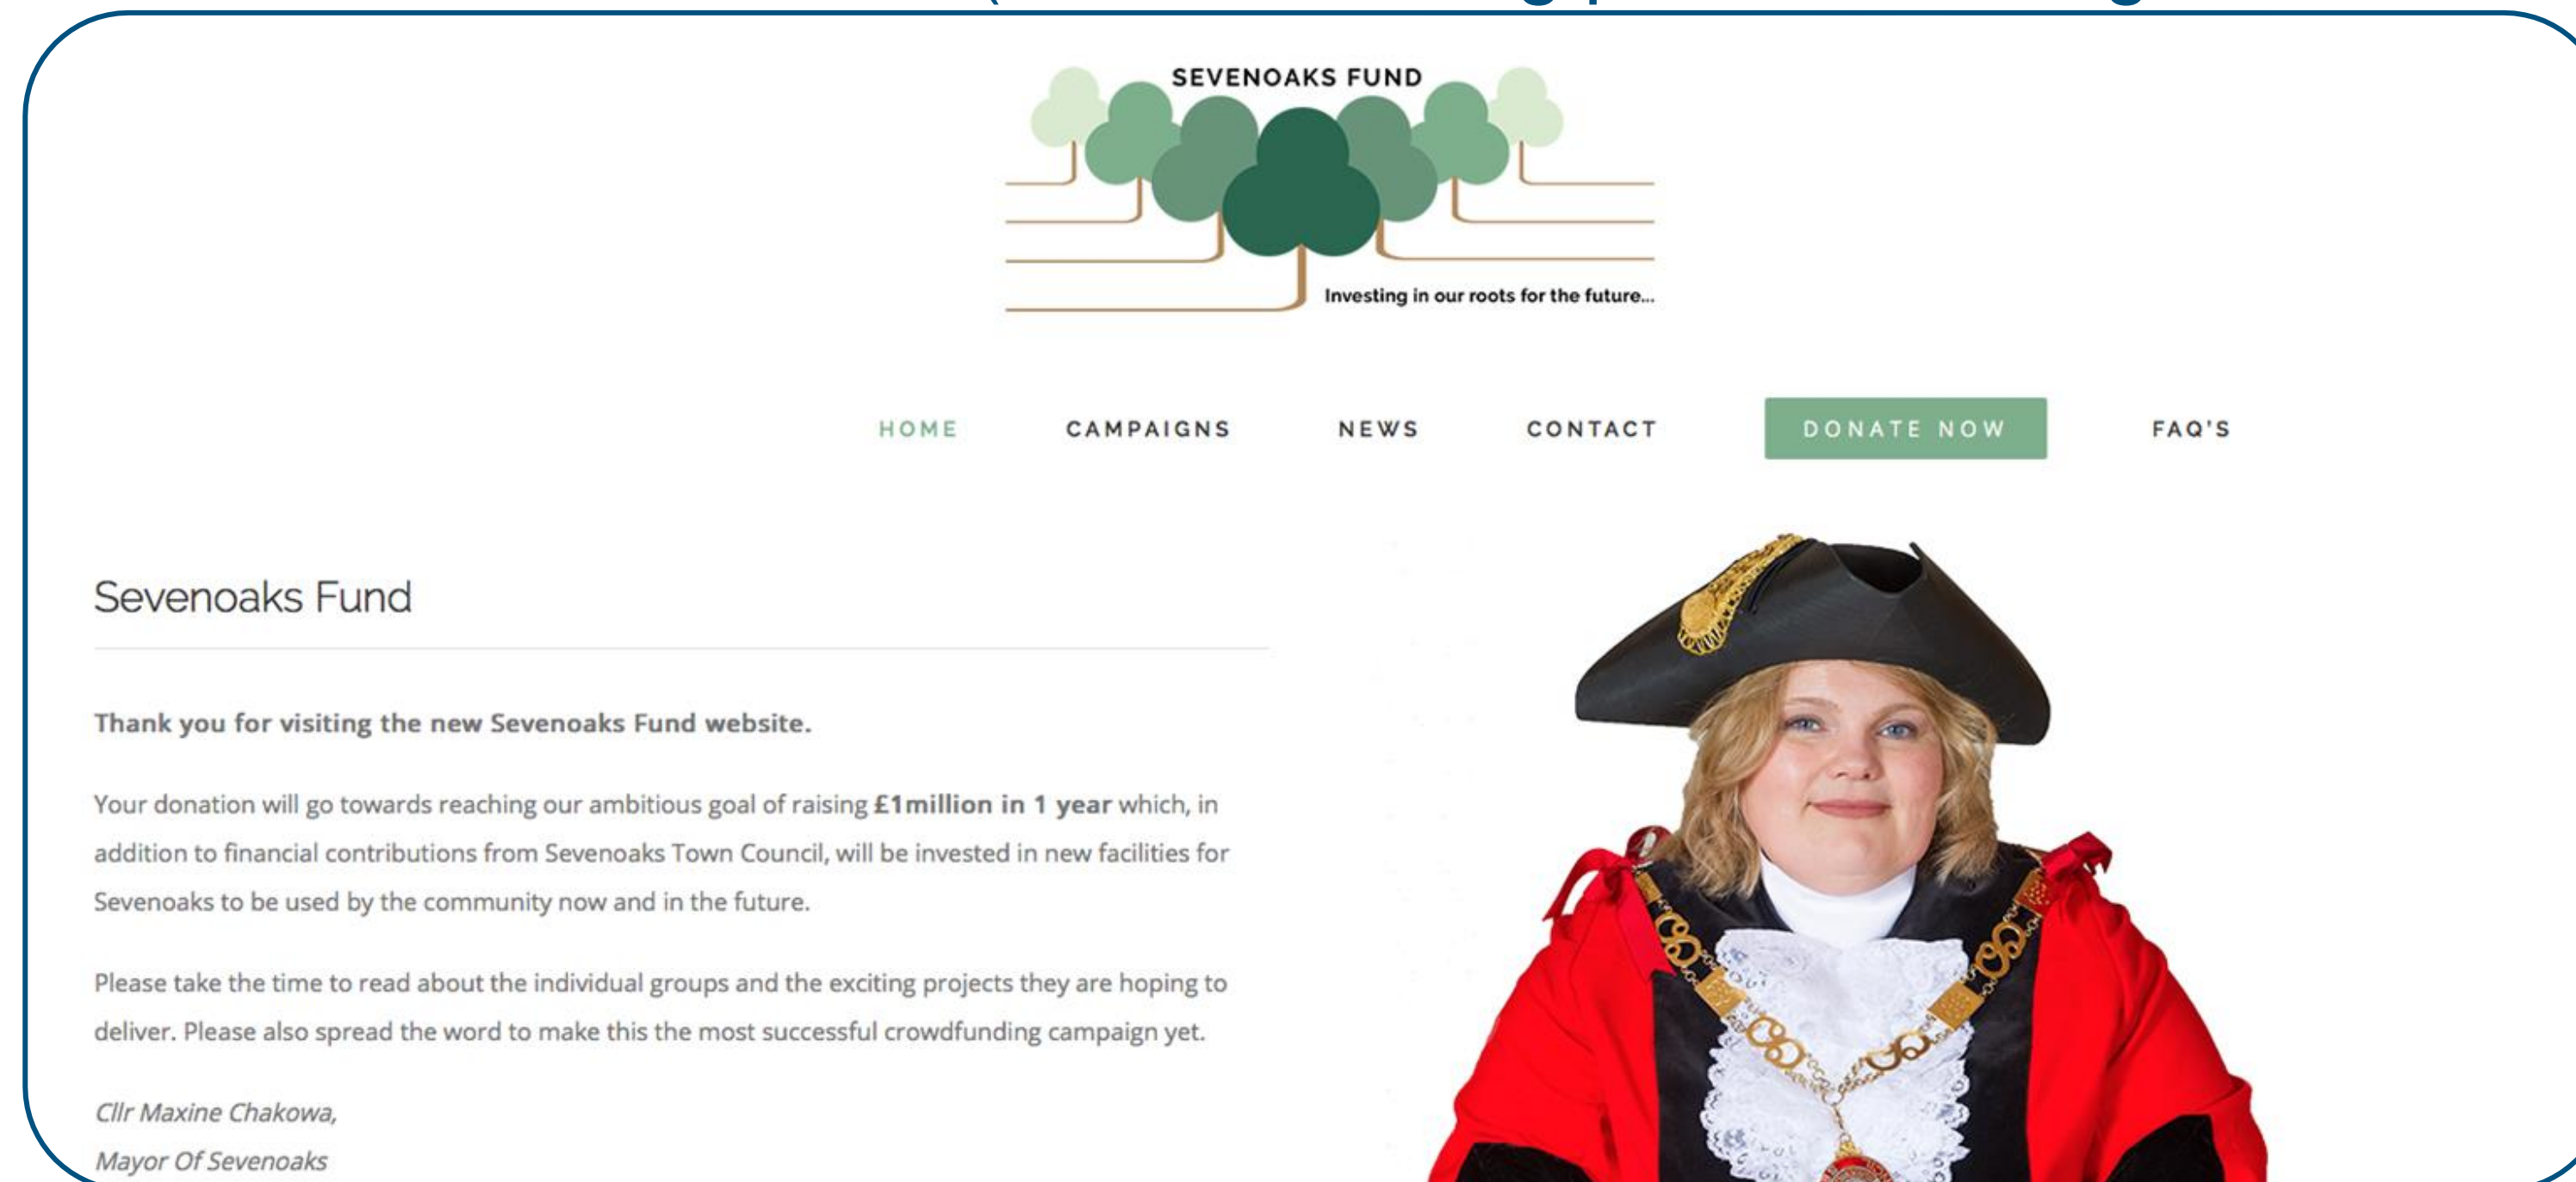 SEVENOAKS FUND
Investing in our roots for the future...
HOME CAMPAIGNS NEWS CONTACT DONATE NOW FAQ'S
Sevenoaks Fund
Thank you for visiting the new Sevenoaks Fund website.
Your donation will go towards reaching our ambitious goal of raising £1million in 1 year which, in
addition to financial contributions from Sevenoaks Town Council, will be invested in new facilities for
Sevenoaks to be used by the community now and in the future.
Please take the time to read about the individual groups and the exciting projects they are hoping to
deliver. Please also spread the word to make this the most successful crowdfunding campaign yet.
Cllr Maxine Chakowa,
Mayor Of Sevenoaks